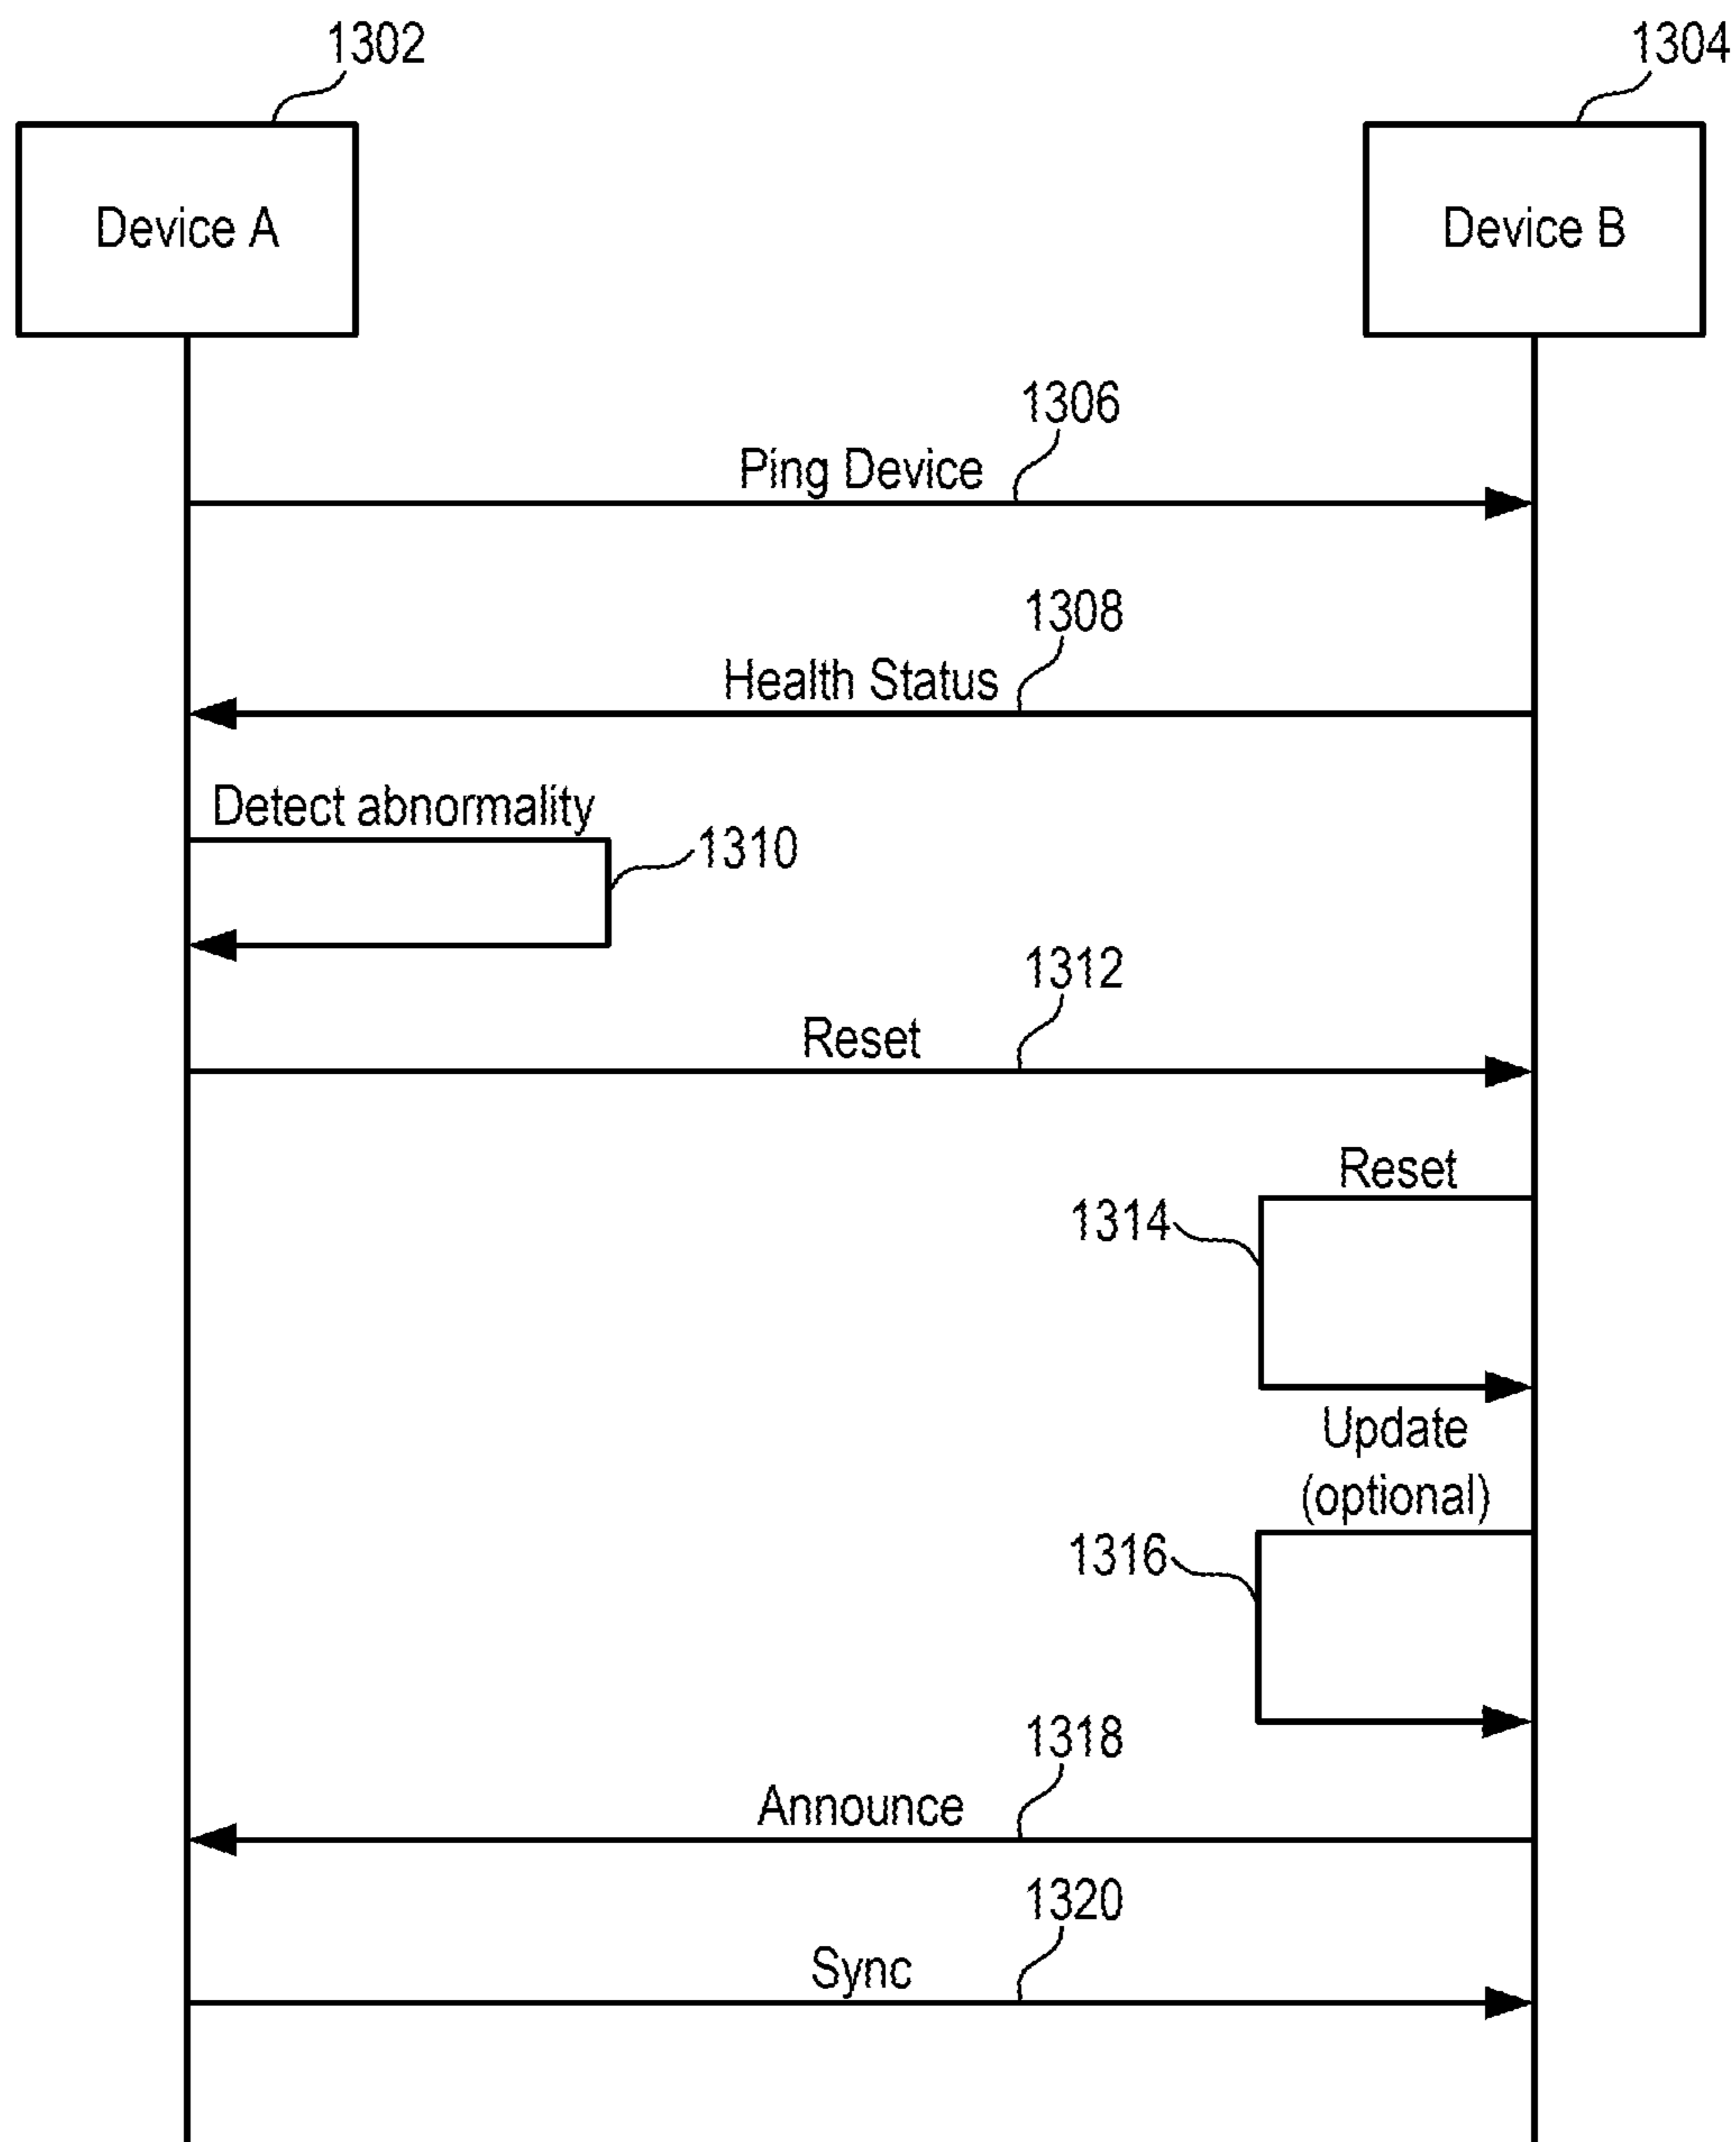 1302
1304
Device A
Device B
1306
Ping Device
1308
Health Status
Detect abnormality
1310
1312
Reset
Reset
1314
Update
(optional)
1316
1318
Announce
1320
Sync